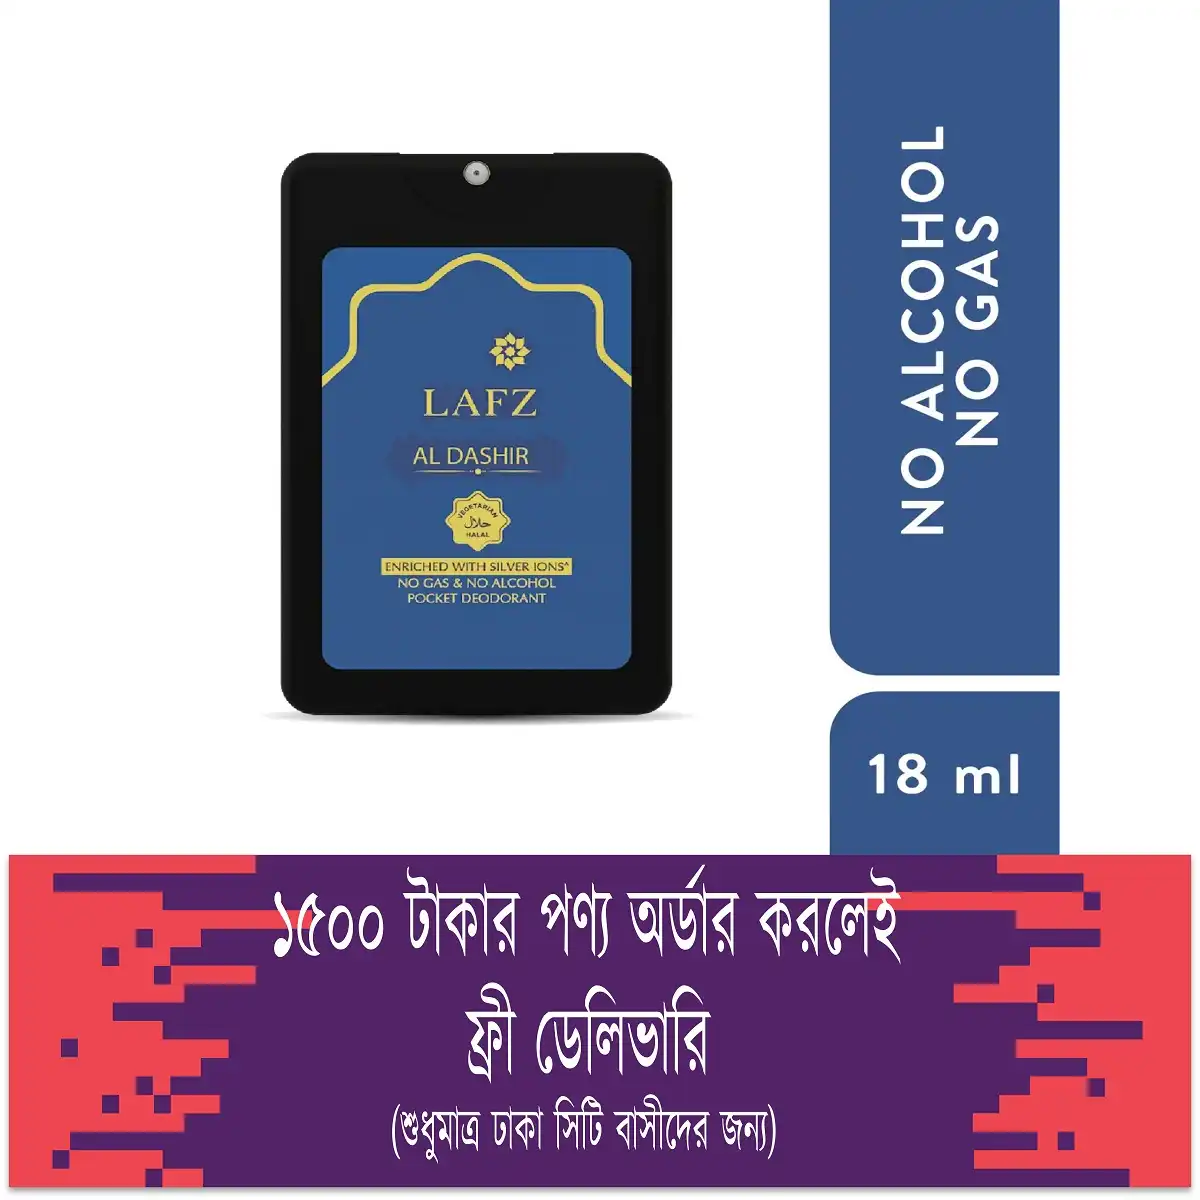 LAFZ
AL DASHIR
VEGETARIAN
حلال
HALAL
ENRICHED WITH SILVER IONS^
NO GAS & NO ALCOHOL
POCKET DEODORANT
NO ALCOHOL
NO GAS
18 ml
১৫০০ টাকার পণ্য অর্ডার করলেই
ফ্রী ডেলিভারি
(শুধুমাত্র ঢাকা সিটি বাসীদের জন্য)